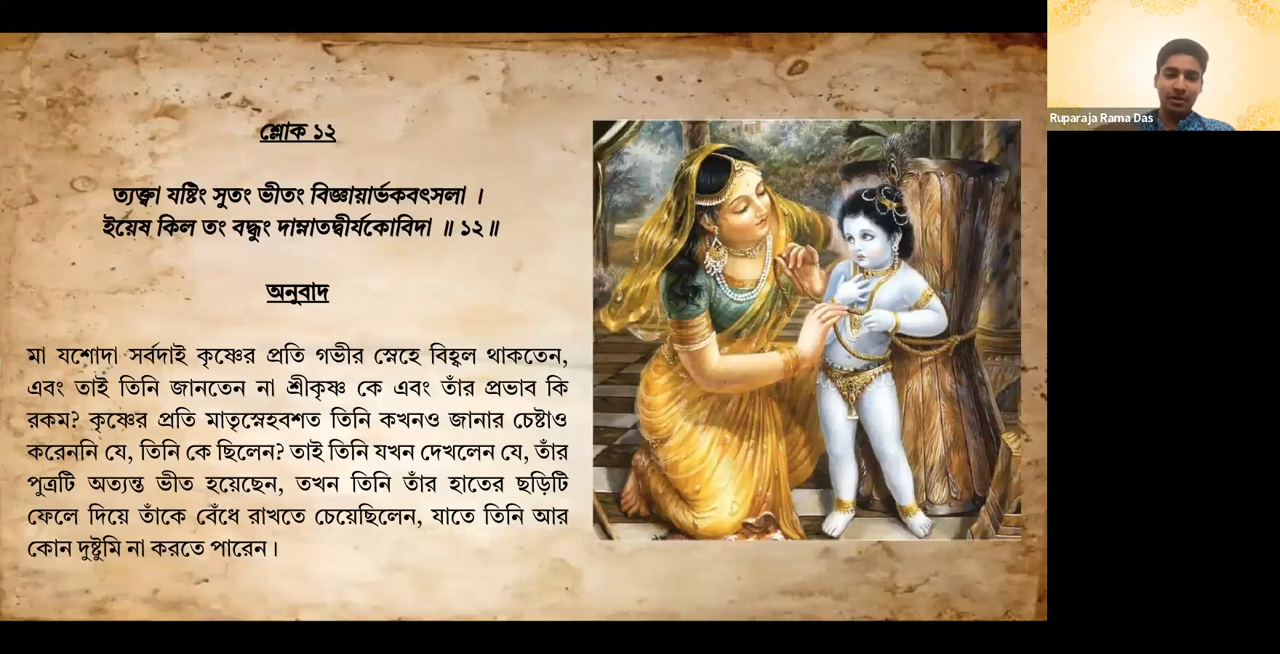 শ্লোক ১২
ত্যক্ত্বা যষ্টিং সুতং ভীতং বিজ্ঞায়ার্ভকবৎসলা ।
ইয়েষ কিল তং বদ্ধুং দাম্নাতদ্বীর্যকোবিদা ॥ ১২॥
অনুবাদ
মা যশোদা সর্বদাই কৃষ্ণের প্রতি গভীর স্নেহে বিহ্বল থাকতেন,
এবং তাই তিনি জানতেন না শ্রীকৃষ্ণ কে এবং তাঁর প্রভাব কি
রকম? কৃষ্ণের প্রতি মাতৃস্নেহবশত তিনি কখনও জানার চেষ্টাও
করেননি যে, তিনি কে ছিলেন? তাই তিনি যখন দেখলেন যে, তাঁর
পুত্রটি অত্যন্ত ভীত হয়েছেন, তখন তিনি তাঁর হাতের ছড়িটি
ফেলে দিয়ে তাঁকে বেঁধে রাখতে চেয়েছিলেন, যাতে তিনি আর
কোন দুষ্টুমি না করতে পারেন।
Ruparaja Rama Das